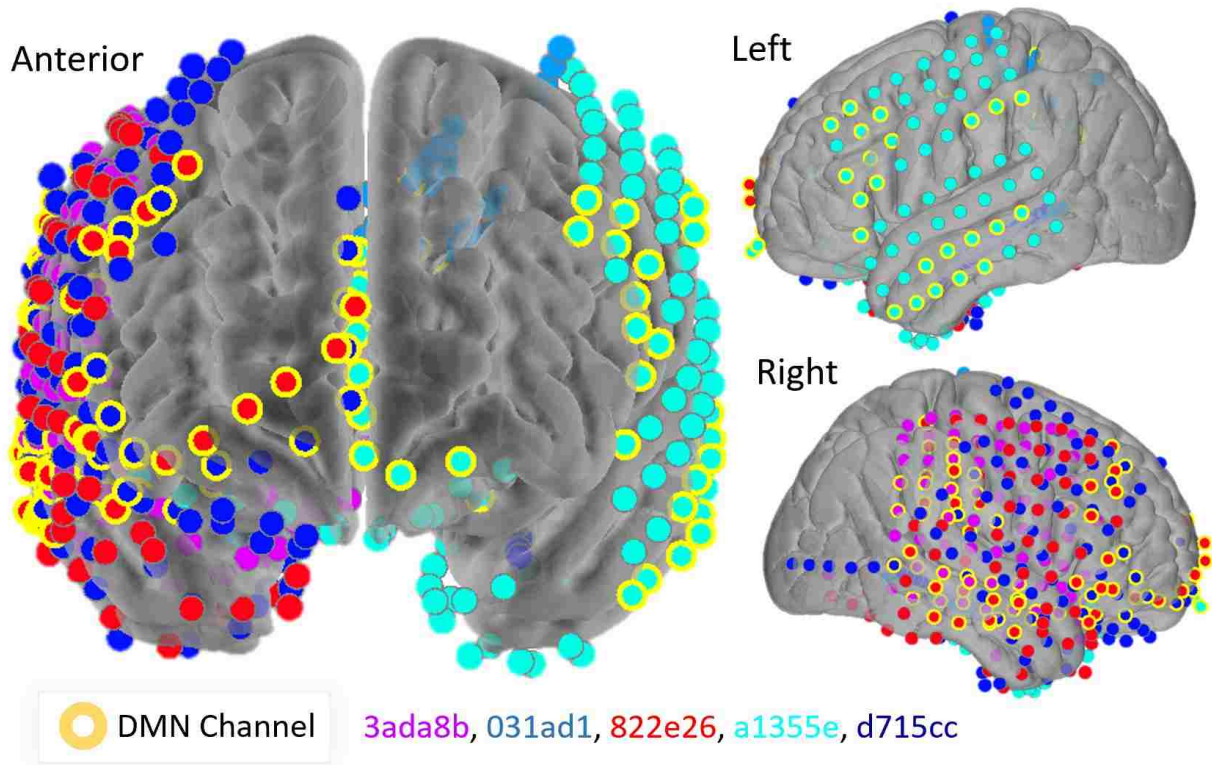 Anterior
Left
Right
DMN Channel
3ada8b, 031ad1, 822e26, a1355e, d715cc